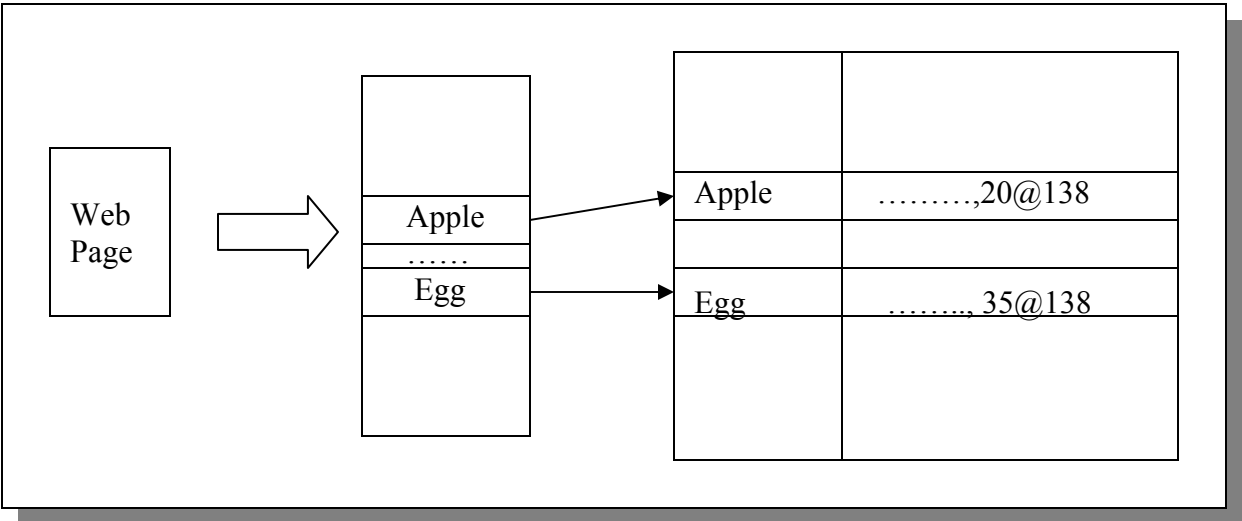 Web
Page
Apple
……
Egg
Apple ………,20@138
Egg …….., 35@138